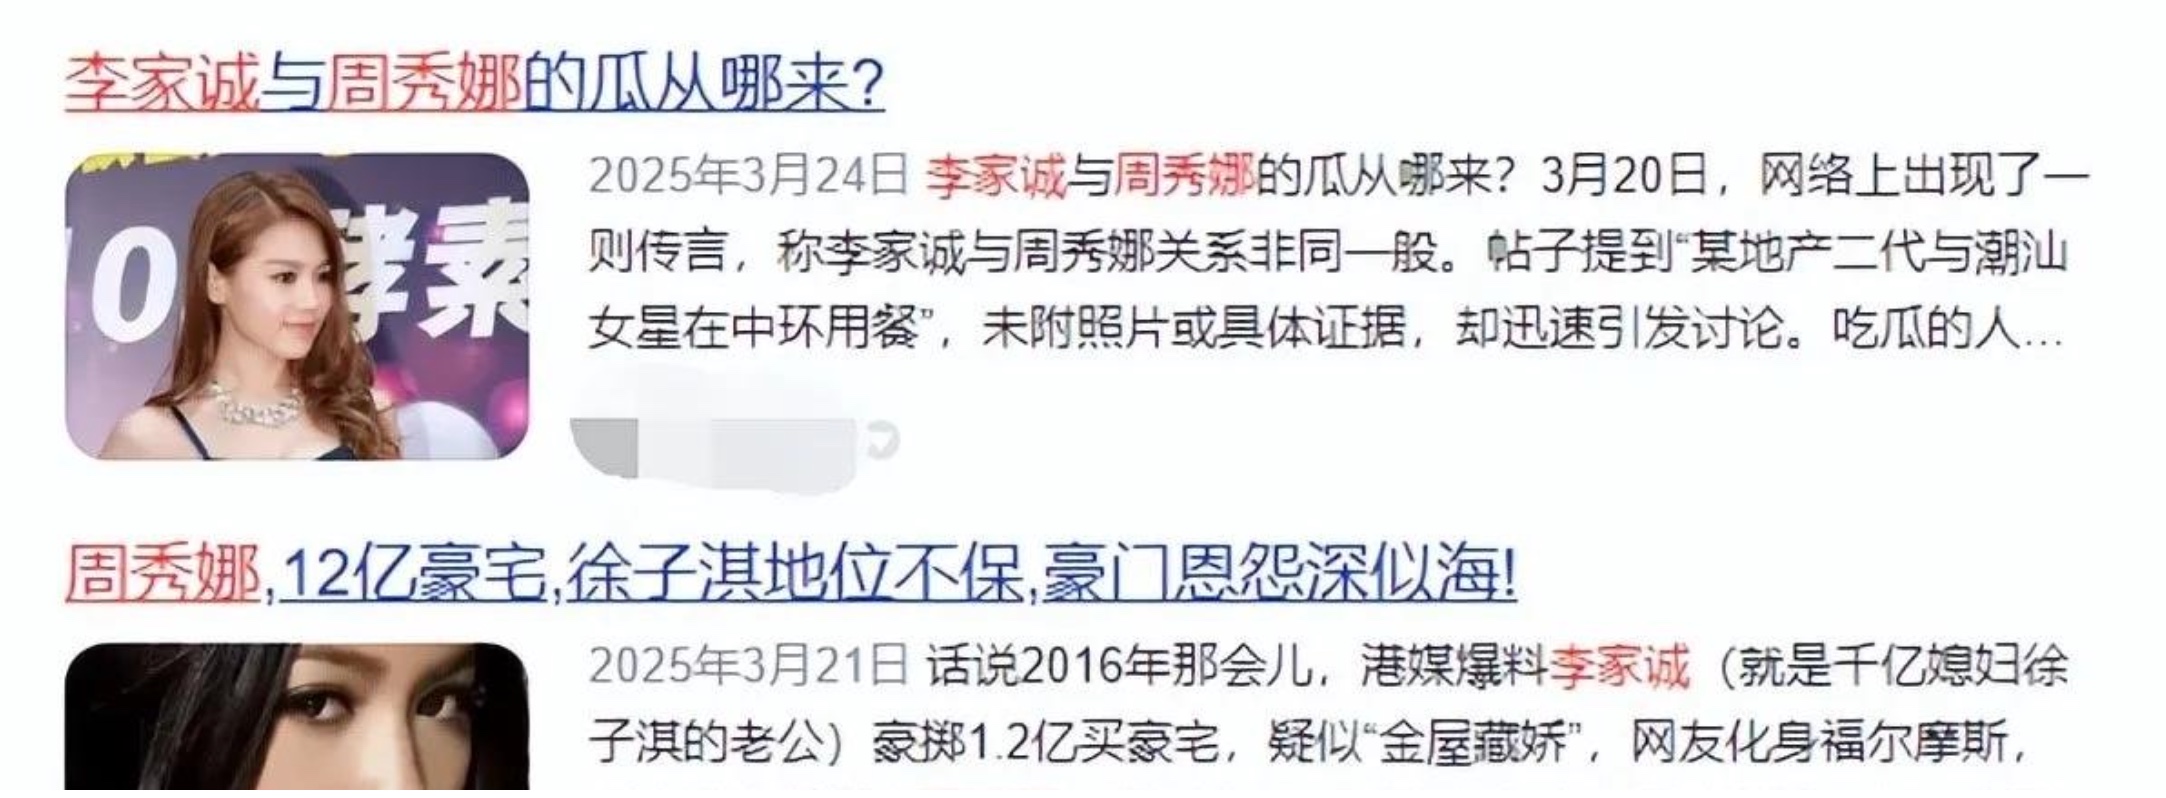 李家诚与周秀娜的瓜从哪来?
10 酵素
2025年3月24日 李家诚与周秀娜的瓜从哪来？3月20日，网络上出现了一
则传言，称李家诚与周秀娜关系非同一般。帖子提到“某地产二代与潮汕
女星在中环用餐”，未附照片或具体证据，却迅速引发讨论。吃瓜的人...
周秀娜,12亿豪宅,徐子淇地位不保,豪门恩怨深似海!
2025年3月21日 话说2016年那会儿，港媒爆料李家诚（就是千亿媳妇徐
子淇的老公）豪掷1.2亿买豪宅，疑似“金屋藏娇”，网友化身福尔摩斯，